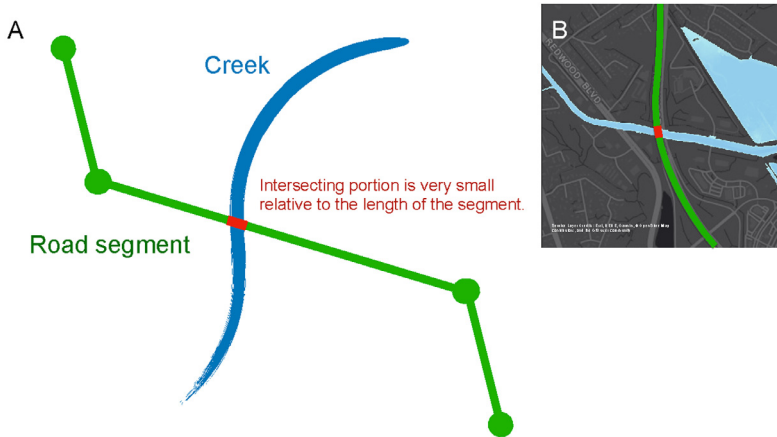 A
Creek
Intersecting portion is very small
relative to the length of the segment.
Road segment
B
REDWOOD BLVD